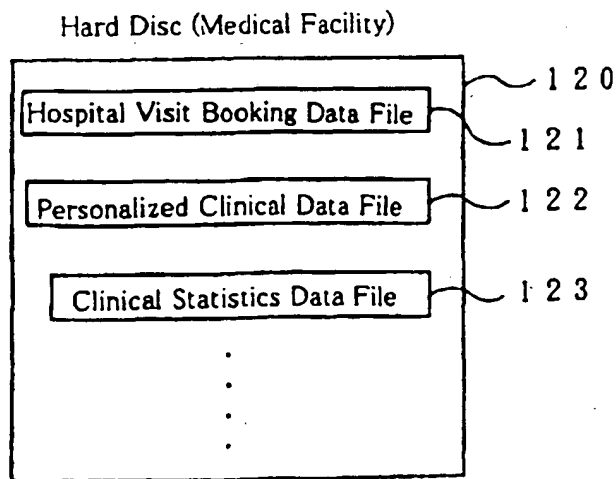 Hard Disc (Medical Facility)
120
Hospital Visit Booking Data File
121
Personalized Clinical Data File
122
Clinical Statistics Data File
123